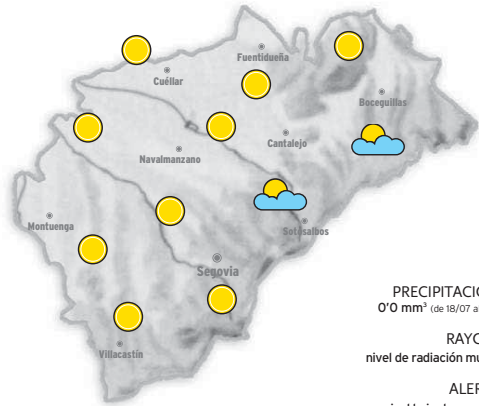 Fuentidueña
Cuéllar
Boceguillas
Cantalejo
Navalmanzano
Montuenga
Sotosalbos
Segovia
PRECIPITACIO
0'0 mm³ (de 18/07 a
Villacastín
RAYO
nivel de radiación mu
ALER